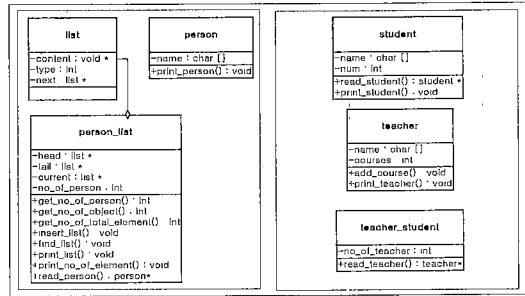 list
-content : void *
-type : int
-next list *
person
-name : char []
+print_person() : void
person_list
-head : list *
-tail : list *
-current : list *
-no_of_person : int
+get_no_of_person() : int
+get_no_of_object() : int
+get_no_of_total_element() int
+insert_list() void
+find_list() : void
+print_list() : void
+print_no_of_element() : void
+read_person() : person*
student
-name : char []
-num : int
+read_student() : student *
+print_student() : void
teacher
-name : char []
-courses int
+add_course() void
+print_teacher() : void
teacher_student
-no_of_teacher : int
+read_teacher() : teacher*